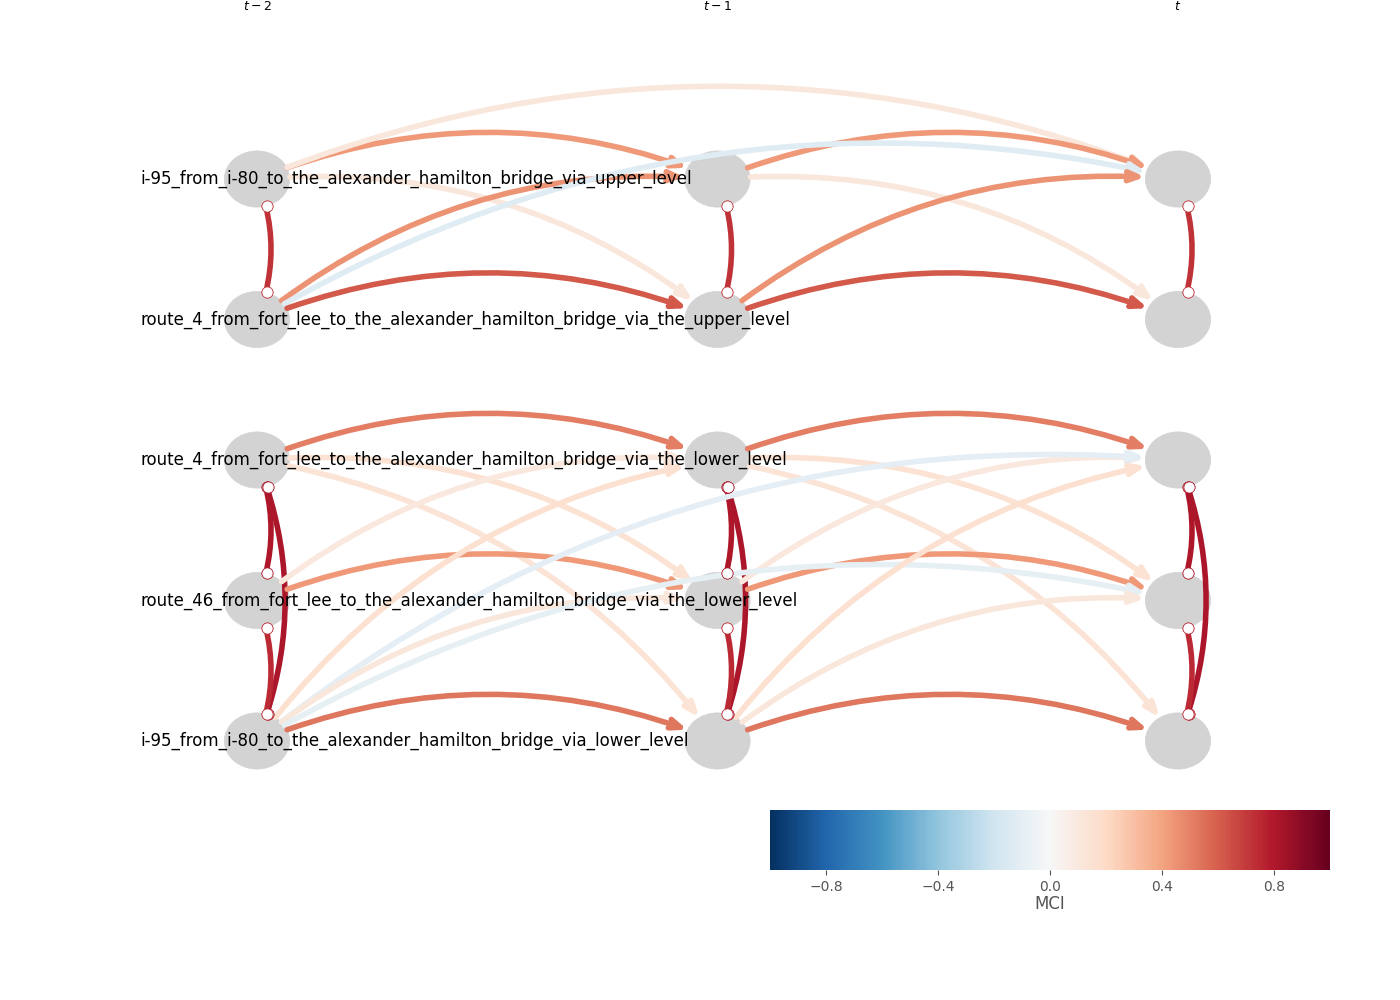 t − 2 t − 1 t
i-95_from_i-80_to_the_alexander_hamilton_bridge_via_upper_level
route_4_from_fort_lee_to_the_alexander_hamilton_bridge_via_the_upper_level
route_4_from_fort_lee_to_the_alexander_hamilton_bridge_via_the_lower_level
route_46_from_fort_lee_to_the_alexander_hamilton_bridge_via_the_lower_level
i-95_from_i-80_to_the_alexander_hamilton_bridge_via_lower_level
−0.8 −0.4 0.0 0.4 0.8
MCI